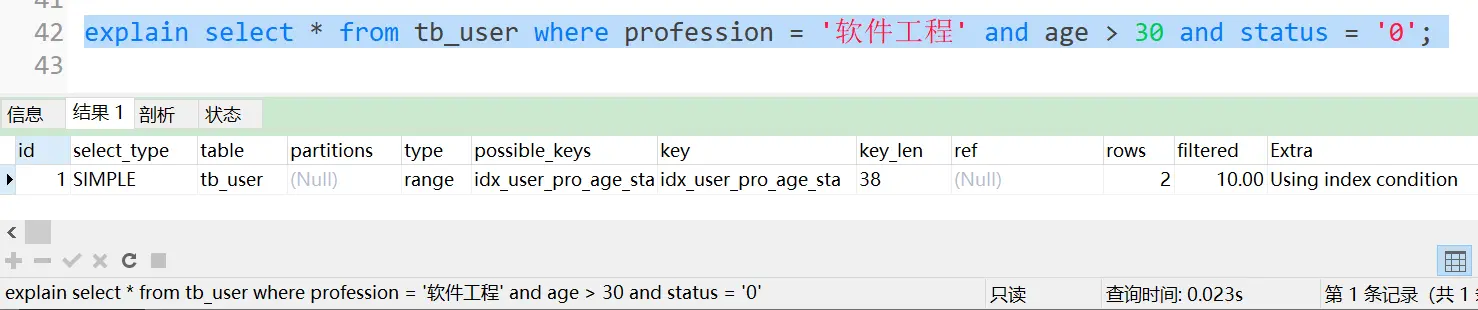 41
42 explain select * from tb_user where profession = '软件工程' and age > 30 and status = '0';
43
信息 结果 1 剖析 状态
id select_type table partitions type possible_keys key key_len ref rows filtered Extra
1 SIMPLE tb_user (Null) range idx_user_pro_age_sta idx_user_pro_age_sta 38 (Null) 2 10.00 Using index condition
explain select * from tb_user where profession = '软件工程' and age > 30 and status = '0' 只读 查询时间: 0.023s 第 1 条记录 (共 1